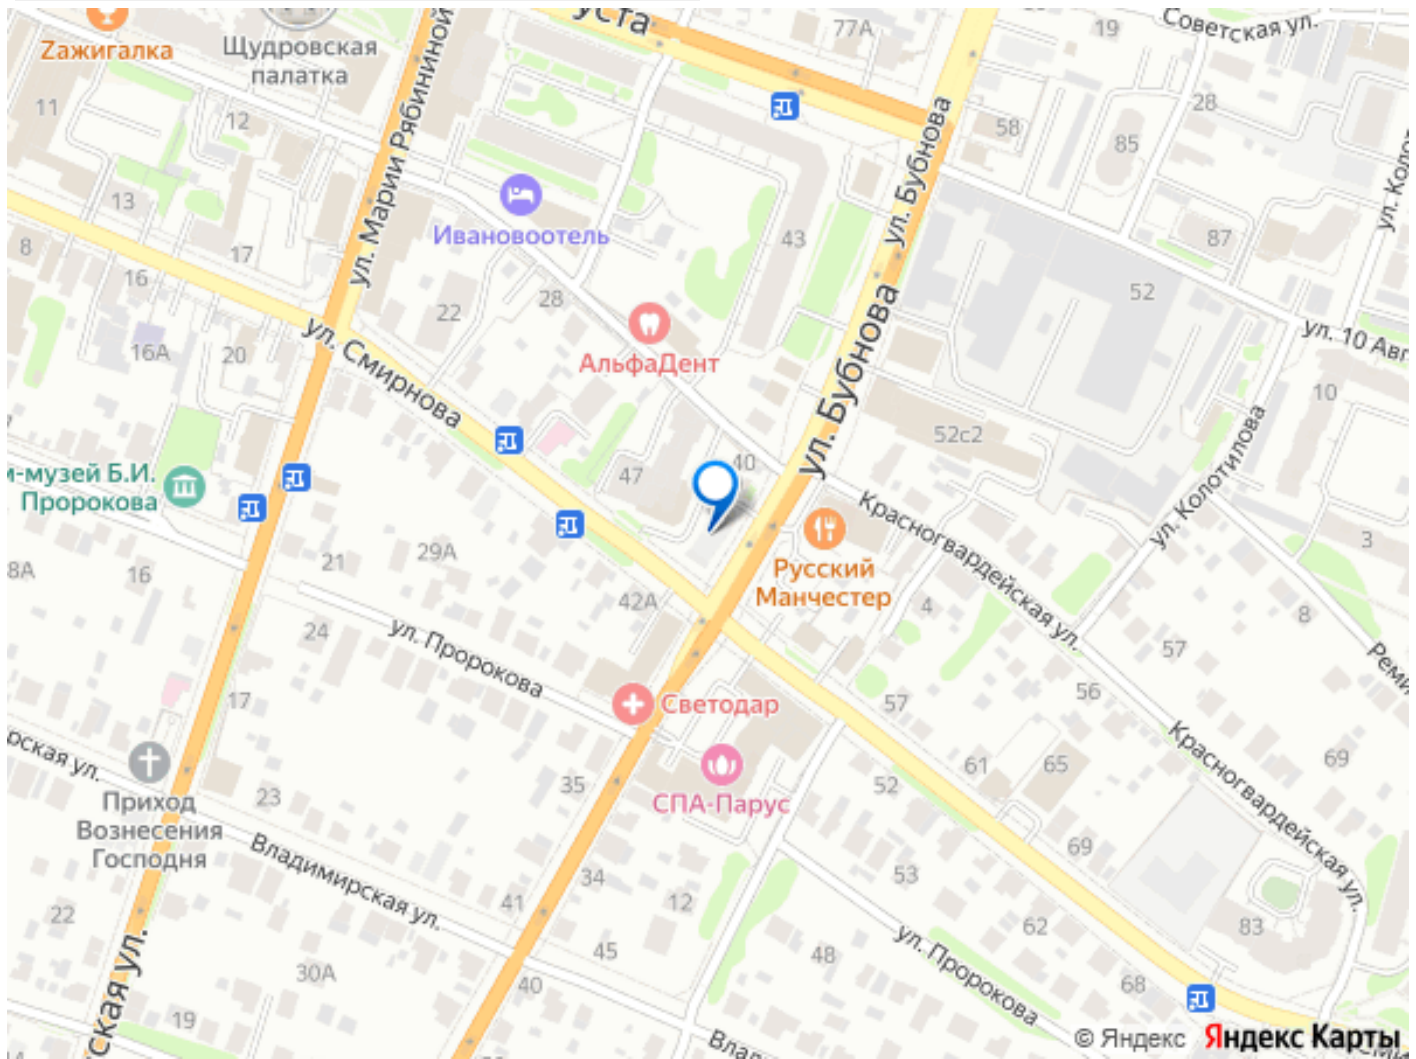 Zажигалка
Щудровская
палатка
ул. Марии Рябининой
уста
77А
19
Советская ул.
11
12
28
58
85
ул. Бубнова
ул. Бубнова
13
17
8
16
Ивановоотель
43
87
52
22
28
16А
20
ул. Смирнова
АльфаДент
ул. 10 Авг
10
52с2
ул. Колотилова
м-музей Б.И.
Пророкова
47
40
Красногвардейская ул.
3
8А
16
21
29А
42А
Русский
Манчестер
4
8
57
24
ул. Пророкова
56
57
Светодар
17
Красногвардейская ул.
69
Приход
Вознесения
Господня
23
35
СПА-Парус
52
61
65
Владимирская ул.
34
41
12
53
69
22
30А
45
40
48
62
83
ул. Пророкова
68
19
© Яндекс Яндекс Карты